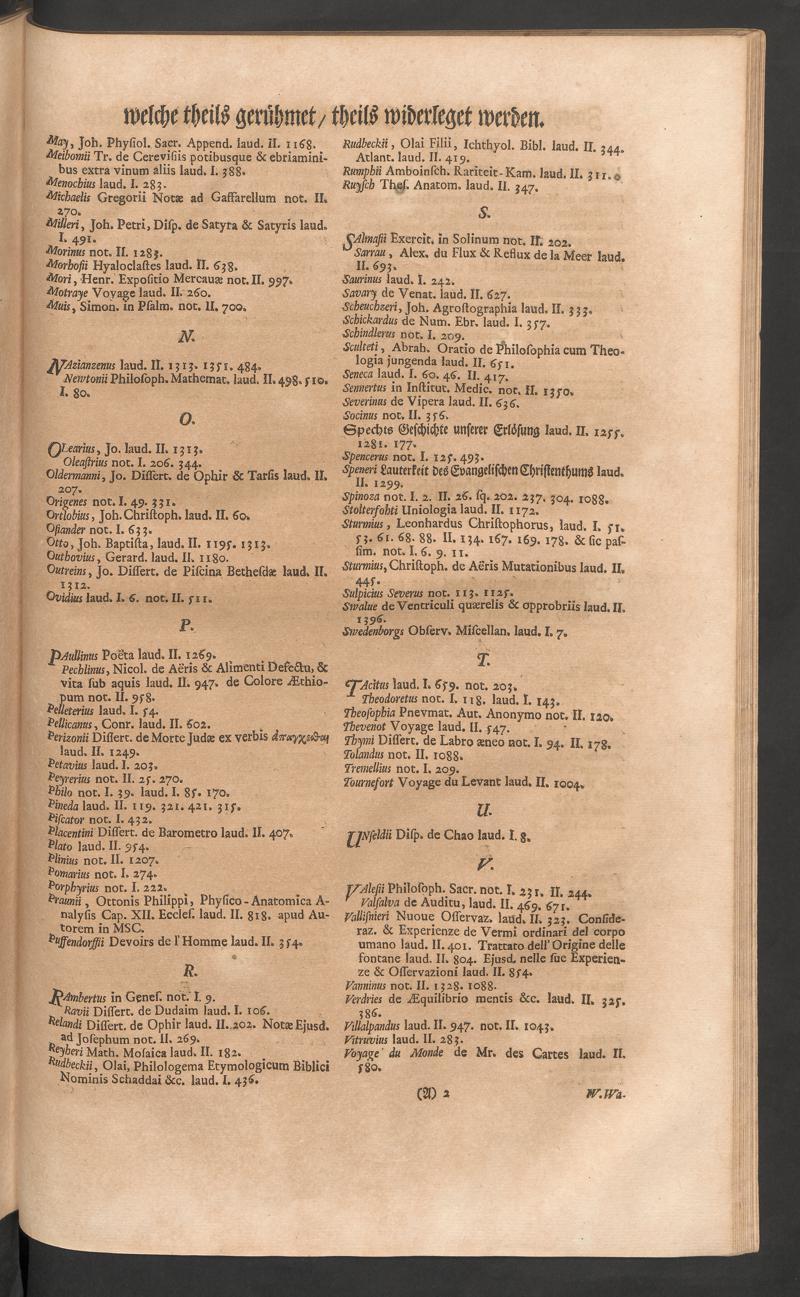 welche theils gerühmet / theils widerleget werden.
May, Joh. Phyſiol. Sacr. Append. laud. II. 1168.
Meibomii Tr. de Cereviſiis potibusque & ebriamini-
bus extra vinum aliis laud. I. 388.
Menochius laud. I. 283.
Michaelis Gregorii Notæ ad Gaffarellum not. II.
270.
Milleri, Joh. Petri, Diſp. de Satyra & Satyris laud.
I. 491.
Morinus not. II. 1283.
Morhofii Hyaloclaſtes laud. II. 638.
Mori, Henr. Expoſitio Mercauæ not. II. 997.
Motraye Voyage laud. II. 260.
Muis, Simon. in Pſalm. not. II. 700.
N.
NAzianzenus laud. II. 1313. 1351. 484.
Newtonii Philoſoph. Mathemat. laud. II. 498. 510.
I. 80.
O.
OLearius, Jo. laud. II. 1313.
Oleaſtrius not. I. 206. 344.
Oldermanni, Jo. Diſſert. de Ophir & Tarſis laud. II.
207.
Origenes not. I. 49. 331.
Ortlobius, Joh. Chriſtoph. laud. II. 60.
Oſiander not. I. 633.
Otto, Joh. Baptiſta, laud. II. 1195. 1313.
Outhovius, Gerard. laud. II. 1180.
Outreins, Jo. Diſſert. de Piſcina Betheſdæ laud. II.
1312.
Ovidius laud. I. 6. not. II. 511.
P.
PAullinus Poëta laud. II. 1269.
Pechlinus, Nicol. de Aëris & Alimenti Defectu, &
vita ſub aquis laud. II. 947. de Colore Æthio-
pum not. II. 958.
Pelleterius laud. I. 54.
Pellicanus, Conr. laud. II. 602.
Perizonii Diſſert. de Morte Judæ ex verbis
laud. II. 1249.
Petavius laud. I. 203.
Peyrerius not. II. 25. 270.
Philo not. I. 39. laud. I. 85. 170.
Pineda laud. II. 119. 321. 421. 315.
Piſcator not. I. 432.
Placentini Diſſert. de Barometro laud. II. 407.
Plato laud. II. 954.
Plinius not. II. 1207.
Pomarius not. I. 274.
Porphyrius not. I. 222.
Praunii, Ottonis Philippi, Phyſico-Anatomica A-
nalyſis Cap. XII. Eccleſ. laud. II. 818. apud Au-
torem in MSC.
Puffendorffii Devoirs de l'Homme laud. II. 354.
R.
RAmbertus in Geneſ. not. I. 9.
Ravii Diſſert. de Dudaim laud. I. 106.
Relandi Diſſert. de Ophir laud. II. 202. Notæ Ejusd.
ad Joſephum not. II. 269.
Reyheri Math. Moſaica laud. II. 182.
Rudbeckii, Olai, Philologema Etymologicum Biblici
Nominis Schaddai &c. laud. I. 436.
Rudbeckii, Olai Filii, Ichthyol. Bibl. laud. II. 344.
Atlant. laud. II. 419.
Rumphii Amboinſch. Rariteit-Kam. laud. II. 311.
Ruyſch Theſ. Anatom. laud. II. 347.
S.
SAlmaſii Exercit. in Solinum not. II. 202.
Sarrau, Alex. du Flux & Reflux de la Meer laud.
II. 693.
Saurinus laud. I. 242.
Savary de Venat. laud. II. 627.
Scheuchzeri, Joh. Agroſtographia laud. II. 333.
Schickardus de Num. Ebr. laud. I. 357.
Schindlerus not. I. 209.
Sculteti, Abrah. Oratio de Philoſophia cum Theo-
logia jungenda laud. II. 651.
Seneca laud. I. 60. 46. II. 417.
Sennertus in Inſtitut. Medic. not. II. 1350.
Severinus de Vipera laud. II. 636.
Socinus not. II. 356.
Spechts Geſchichte unſerer Erlöſung laud. II. 1255.
1281. 177.
Spencerus not. I. 125. 493.
Speneri Lauterkeit des Evangeliſchen Chriſtenthums laud.
II. 1299.
Spinoza not. I. 2. II. 26. ſq. 202. 237. 304. 1088.
Stolterfohti Uniologia laud. II. 1172.
Sturmius, Leonhardus Chriſtophorus, laud. I. 51.
53. 61. 68. 88. II. 134. 167. 169. 178. & ſic paſ-
ſim. not. I. 6. 9. 11.
Sturmius, Chriſtoph. de Aëris Mutationibus laud. II.
445.
Sulpicius Severus not. 113. 1125.
Swalue de Ventriculi quærelis & opprobriis laud. II.
1396.
Swedenborgs Obſerv. Miſcellan. laud. I. 7.
T.
TAcitus laud. I. 659. not. 203.
Theodoretus not. I. 118. laud. I. 143.
Theoſophia Pnevmat. Aut. Anonymo not. II. 120.
Thevenot Voyage laud. II. 547.
Thymi Diſſert. de Labro æneo not. I. 94. II. 178.
Tolandus not. II. 1088.
Tremellius not. I. 209.
Tournefort Voyage du Levant laud. II. 1004.
U.
UNſeldii Diſp. de Chao laud. I. 8.
V.
VAleſii Philoſoph. Sacr. not. I. 231. II. 244.
Valſalva de Auditu, laud. II. 469. 671.
Valliſnieri Nuoue Oſſervaz. laud. II. 323. Conſide-
raz. & Experienze de Vermi ordinari del corpo
umano laud. II. 401. Trattato dell' Origine delle
fontane laud. II. 804. Ejusd. nelle ſue Experien-
ze & Oſſervazioni laud. II. 854.
Vanninus not. II. 1328. 1088.
Verdries de Æquilibrio mentis &c. laud. II. 325.
386.
Villalpandus laud. II. 947. not. II. 1043.
Vitruvius laud. II. 283.
Voyage du Monde de Mr. des Cartes laud. II.
580.
(A) 2
W. Wa-